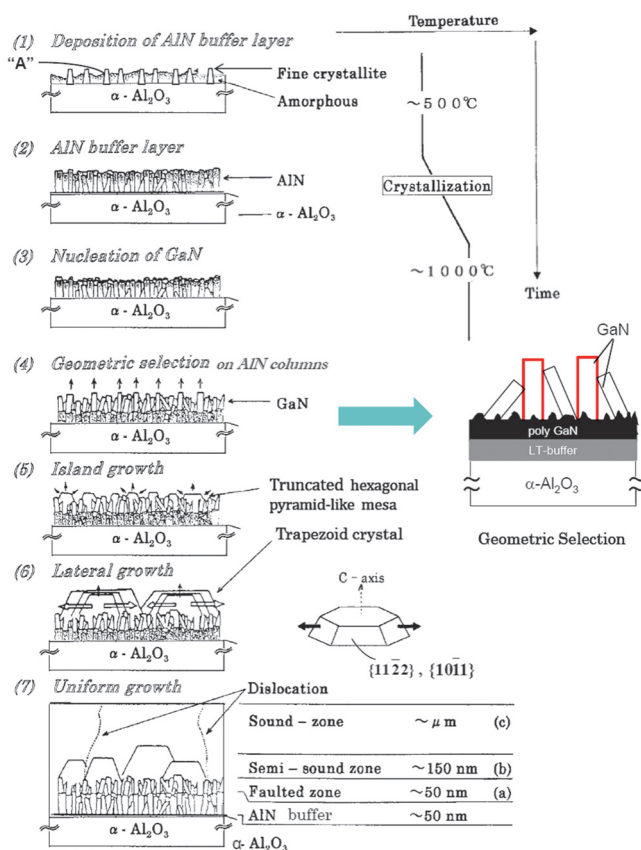 Temperature
(1) Deposition of AlN buffer layer
"A"
Fine crystallite
Amorphous
α - Al₂O₃
~500℃
(2) AlN buffer layer
AlN
α - Al₂O₃
α - Al₂O₃
Crystallization
(3) Nucleation of GaN
α - Al₂O₃
~1000℃
Time
(4) Geometric selection on AlN columns
GaN
α - Al₂O₃
GaN
poly GaN
LT-buffer
α-Al₂O₃
Geometric Selection
(5) Island growth
Truncated hexagonal
pyramid-like mesa
α - Al₂O₃
Trapezoid crystal
(6) Lateral growth
α - Al₂O₃
C - axis
{112̅2} , {101̅1}
(7) Uniform growth
Dislocation
Sound - zone ~μm (c)
Semi - sound zone ~150 nm (b)
Faulted zone ~50 nm (a)
AlN buffer ~50 nm
α - Al₂O₃
α - Al₂O₃